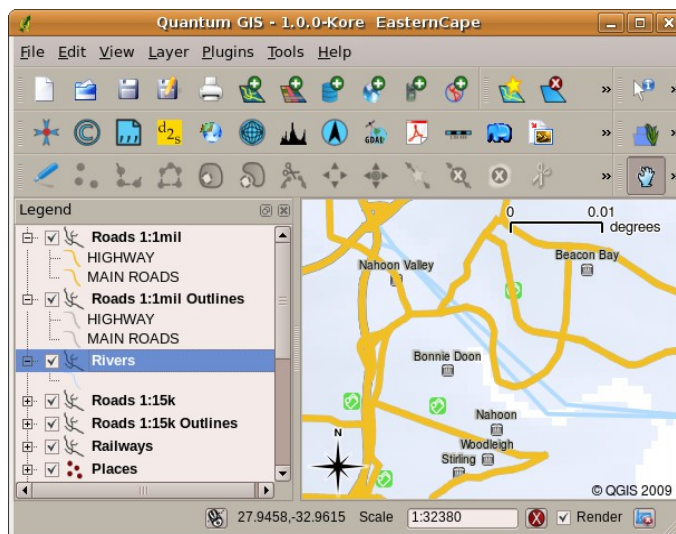 Quantum GIS - 1.0.0-Kore EasternCape
File Edit View Layer Plugins Tools Help
d2s
GDAL
Legend
Roads 1:1mil
HIGHWAY
MAIN ROADS
Roads 1:1mil Outlines
HIGHWAY
MAIN ROADS
Rivers
Roads 1:15k
Roads 1:15k Outlines
Railways
Places
0 0.01
degrees
Beacon Bay
Nahoon Valley
Bonnie Doon
Nahoon
Woodleigh
Stirling
N
© QGIS 2009
27.9458,-32.9615 Scale 1:32380 Render